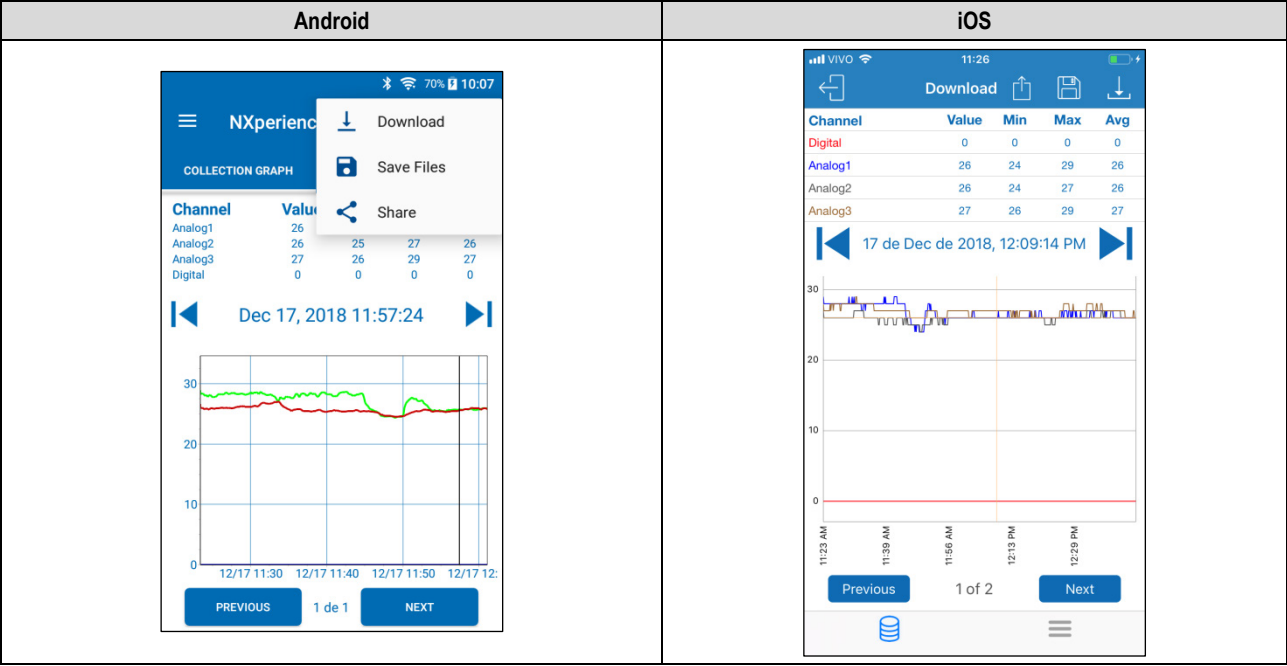 Android
iOS
70% 10:07
NXperienc
Download
Save Files
Share
COLLECTION GRAPH
Channel Valu
Analog1 26
Analog2 26 25 27 26
Analog3 27 26 29 27
Digital 0 0 0 0
Dec 17, 2018 11:57:24
30
20
10
0
12/17 11:30 12/17 11:40 12/17 11:50 12/17 12:
PREVIOUS 1 de 1 NEXT
VIVO 11:26
Download
Channel Value Min Max Avg
Digital 0 0 0 0
Analog1 26 24 29 26
Analog2 26 24 27 26
Analog3 27 26 29 27
17 de Dec de 2018, 12:09:14 PM
30
20
10
0
11:23 AM 11:39 AM 11:56 AM 12:13 PM 12:29 PM
Previous 1 of 2 Next